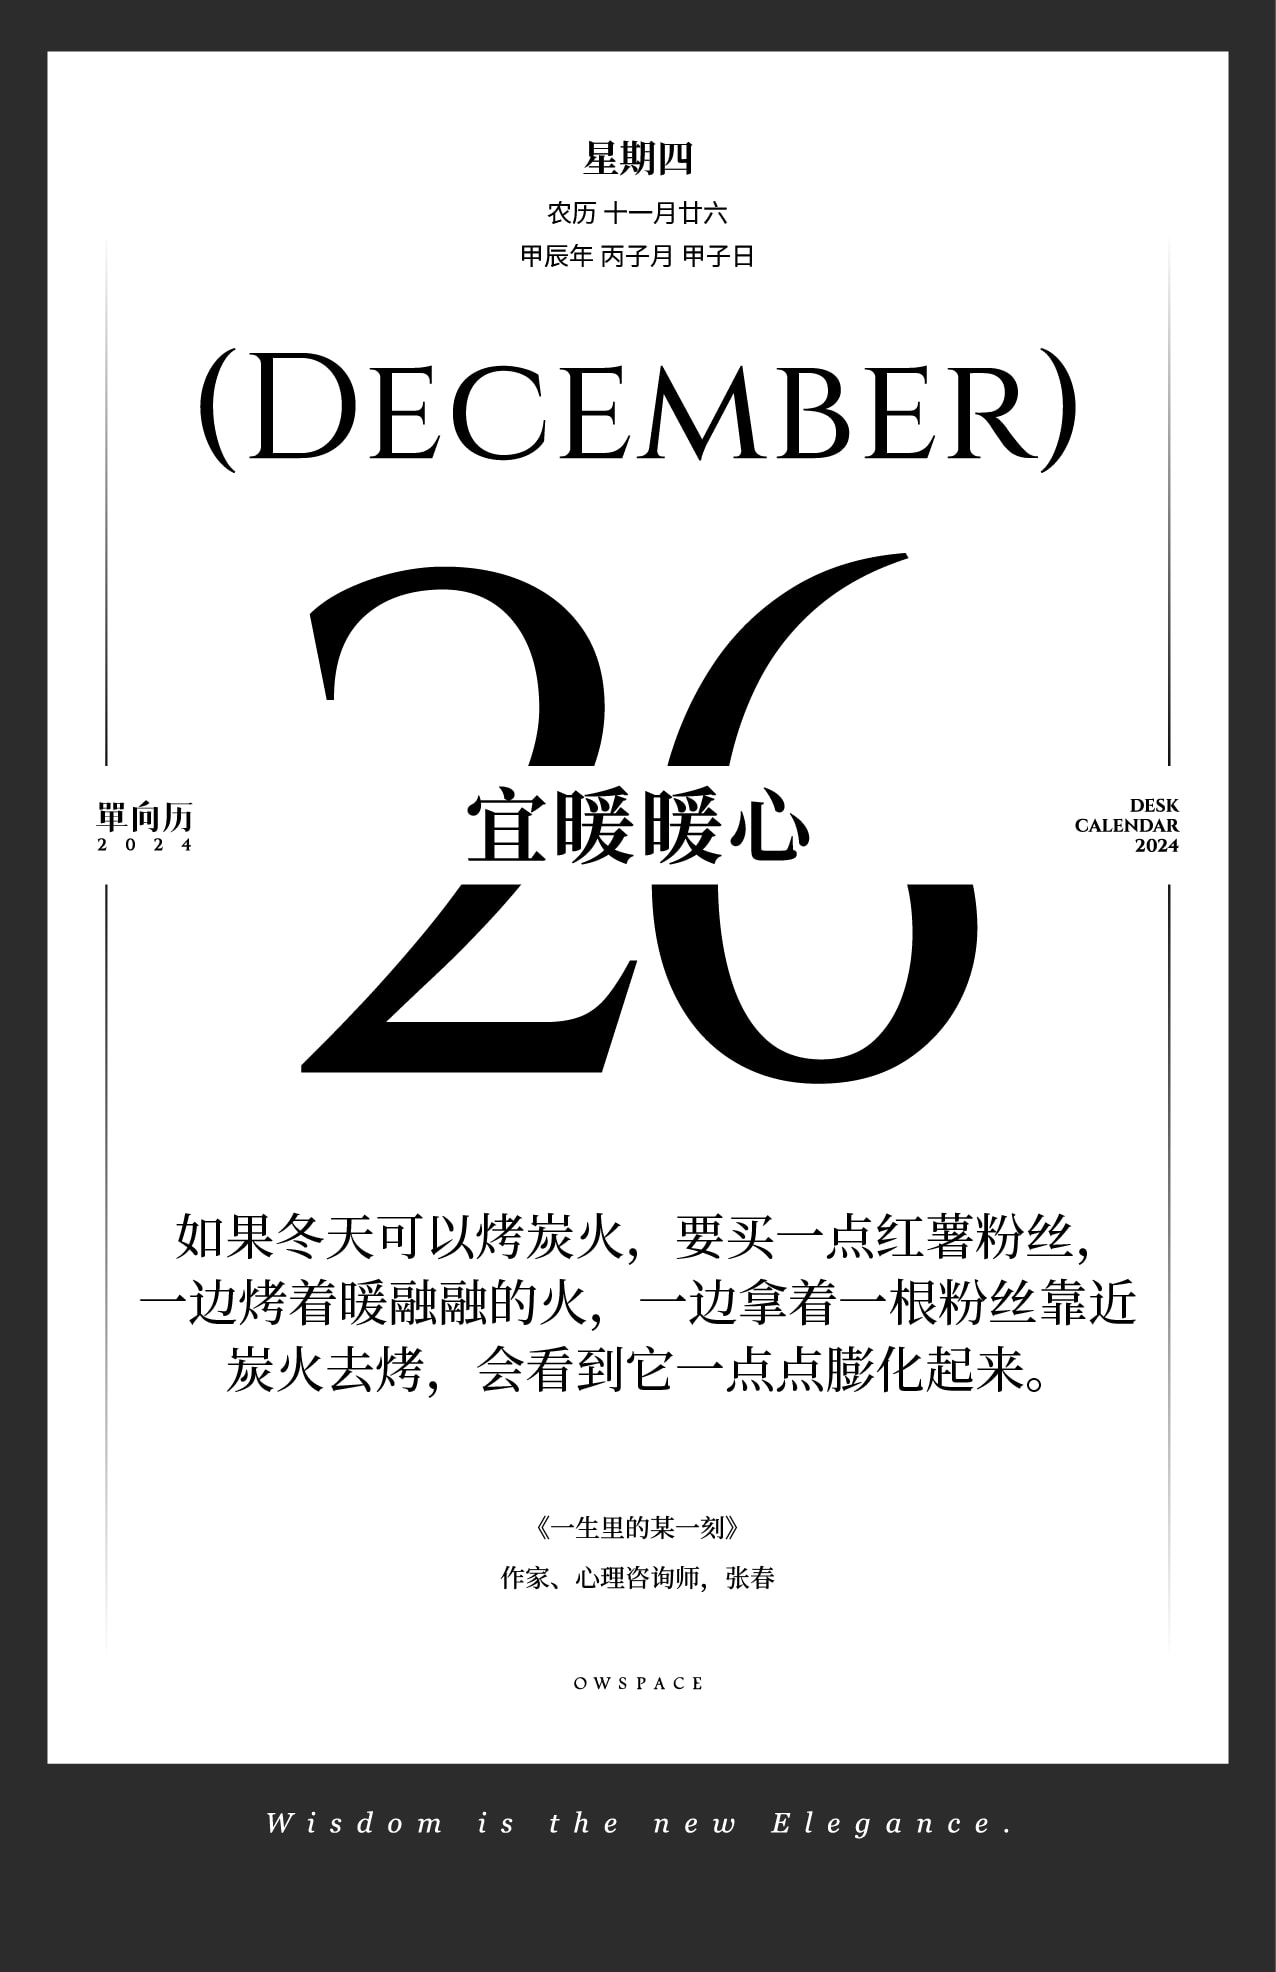 星期四
农历 十一月廿六
甲辰年 丙子月 甲子日
(DECEMBER)
26
單向历
2024
宜暖暖心
DESK
CALENDAR
2024
如果冬天可以烤炭火，要买一点红薯粉丝，
一边烤着暖融融的火，一边拿着一根粉丝靠近
炭火去烤，会看到它一点点膨化起来。
《一生里的某一刻》
作家、心理咨询师，张春
OWSPACE
Wisdom is the new Elegance.